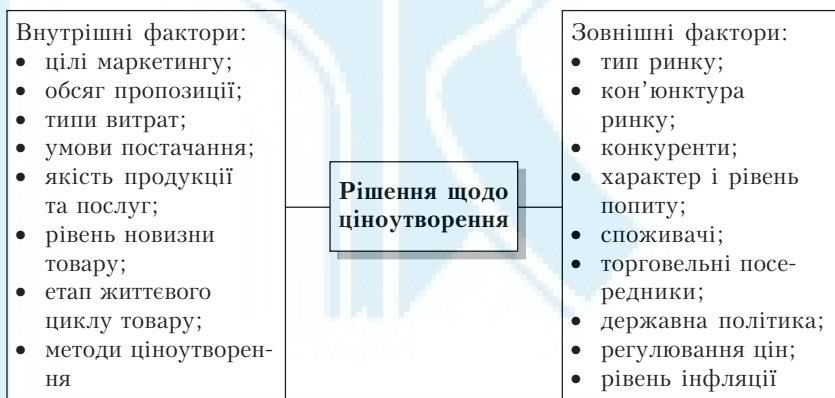 Внутрішні фактори:
• цілі маркетингу;
• обсяг пропозиції;
• типи витрат;
• умови постачання;
• якість продукції
та послуг;
• рівень новизни
товару;
• етап життєвого
циклу товару;
• методи ціноутворен-
ня
Рішення щодо
ціноутворення
Зовнішні фактори:
• тип ринку;
• кон’юнктура
ринку;
• конкуренти;
• характер і рівень
попиту;
• споживачі;
• торговельні посе-
редники;
• державна політика;
• регулювання цін;
• рівень інфляції